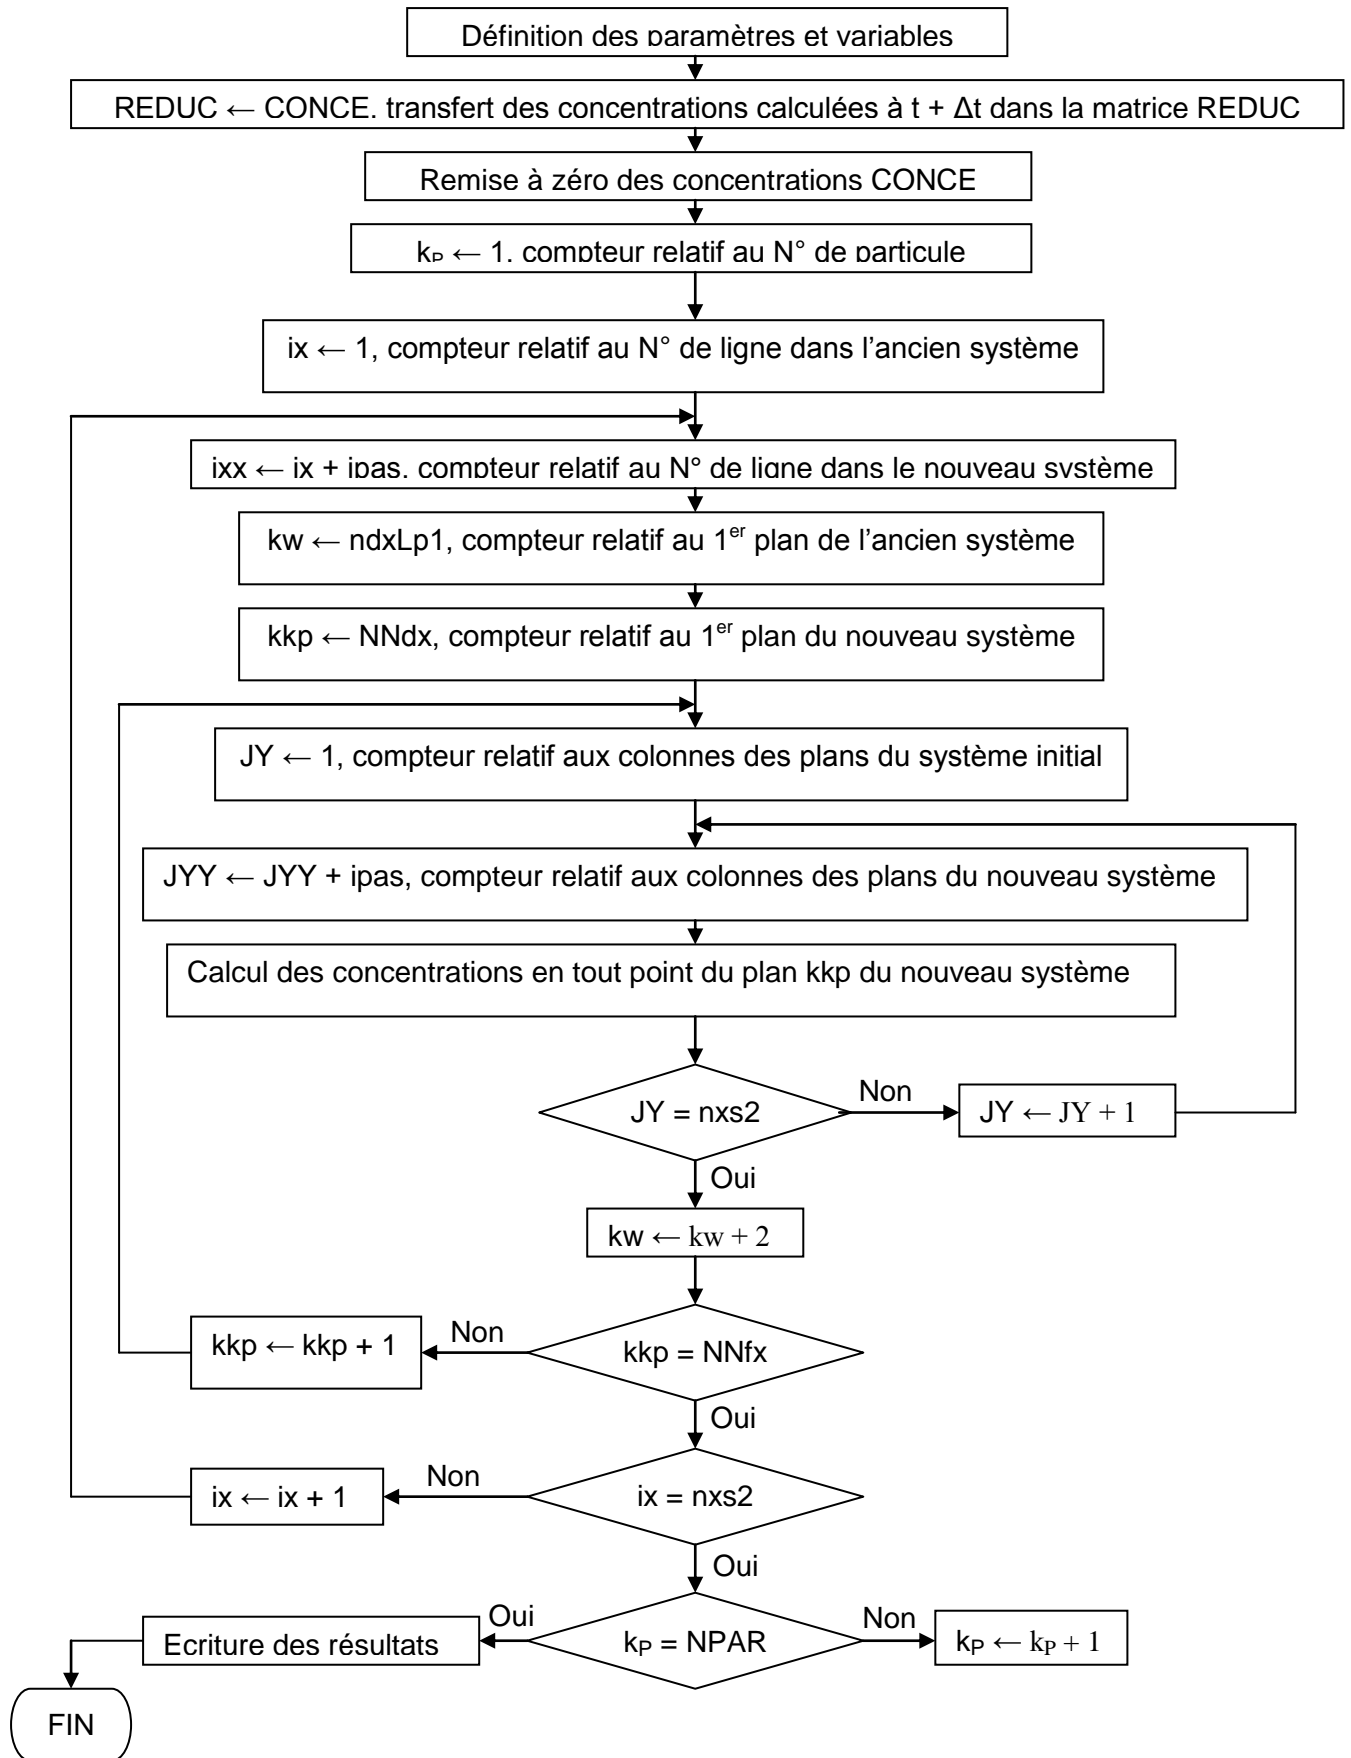 Définition des paramètres et variables
REDUC ← CONCE. transfert des concentrations calculées à t + Δt dans la matrice REDUC
Remise à zéro des concentrations CONCE
kP ← 1. compteur relatif au N° de particule
ix ← 1, compteur relatif au N° de ligne dans l’ancien système
ixx ← ix + ipas. compteur relatif au N° de ligne dans le nouveau système
kw ← ndxLp1, compteur relatif au 1er plan de l’ancien système
kkp ← NNdx, compteur relatif au 1er plan du nouveau système
JY ← 1, compteur relatif aux colonnes des plans du système initial
JYY ← JYY + ipas, compteur relatif aux colonnes des plans du nouveau système
Calcul des concentrations en tout point du plan kkp du nouveau système
JY = nxs2
Non
JY ← JY + 1
Oui
kw ← kw + 2
kkp = NNfx
Non
kkp ← kkp + 1
Oui
ix = nxs2
Non
ix ← ix + 1
Oui
kP = NPAR
Non
kP ← kP + 1
Oui
Ecriture des résultats
FIN